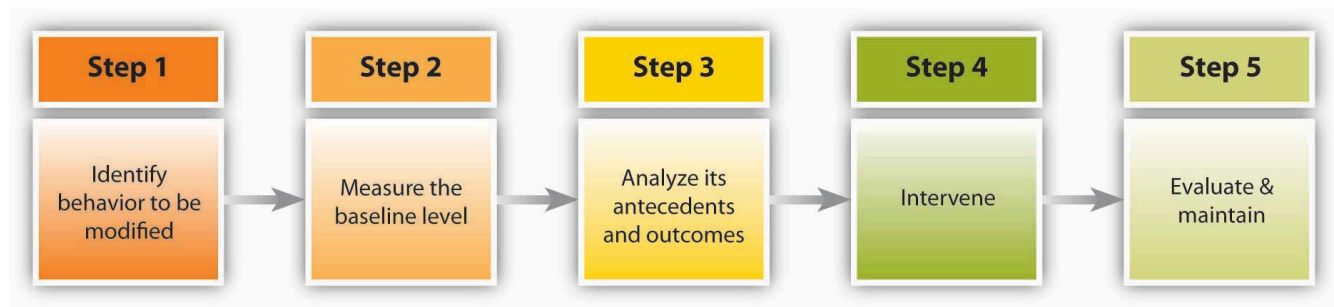 Step 1
Identify
behavior to be
modified
Step 2
Measure the
baseline level
Step 3
Analyze its
antecedents
and outcomes
Step 4
Intervene
Step 5
Evaluate &
maintain